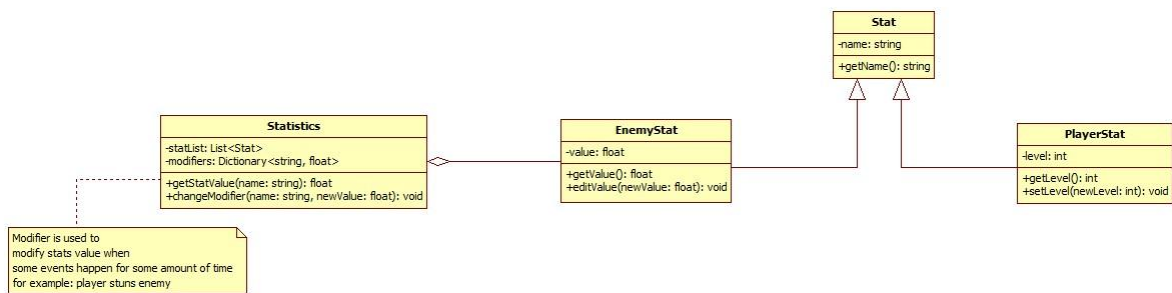 Stat
-name: string
+getName(): string
Statistics
-statList: List<Stat>
-modifiers: Dictionary<string, float>
+getStatValue(name: string): float
+changeModifier(name: string, newValue: float): void
EnemyStat
-value: float
+getValue(): float
+editValue(newValue: float): void
PlayerStat
-level: int
+getLevel(): int
+setLevel(newLevel: int): void
Modifier is used to
modify stats value when
some events happen for some amount of time
for example: player stuns enemy